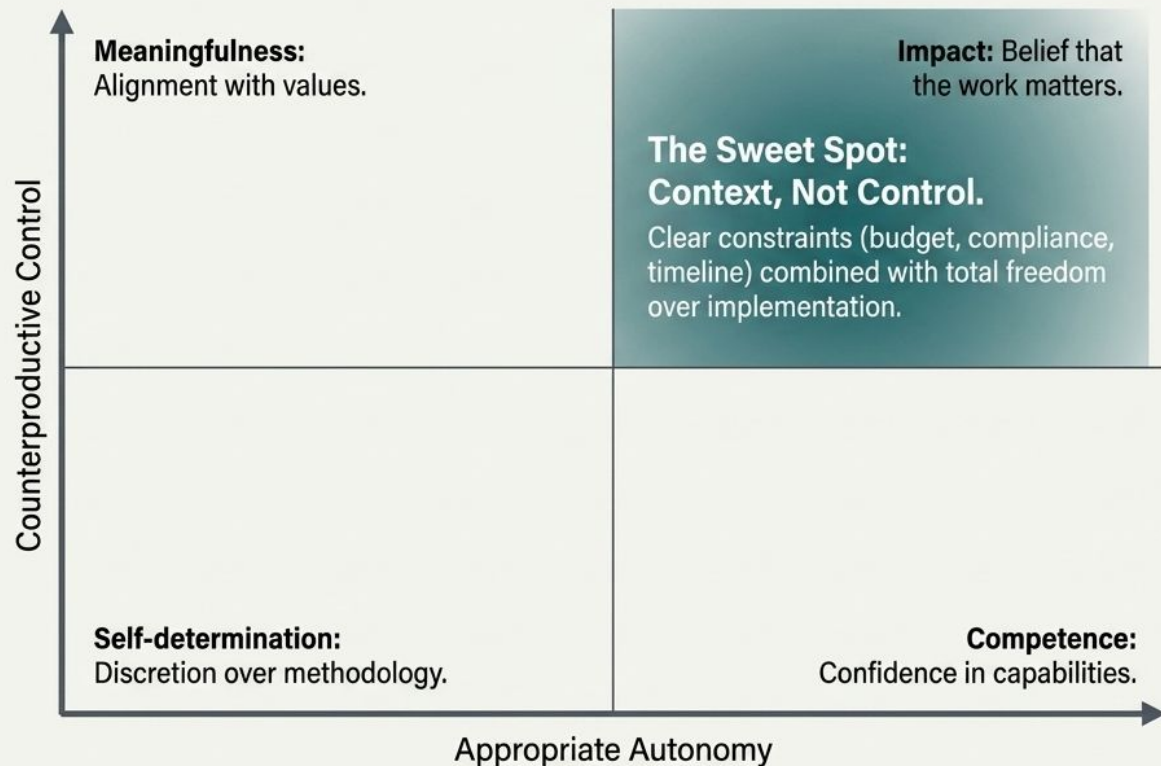 Meaningfulness:
Alignment with values.
Impact: Belief that
the work matters.
The Sweet Spot:
Context, Not Control.
Clear constraints (budget, compliance,
timeline) combined with total freedom
over implementation.
Counterproductive Control
Self-determination:
Discretion over methodology.
Competence:
Confidence in capabilities.
Appropriate Autonomy